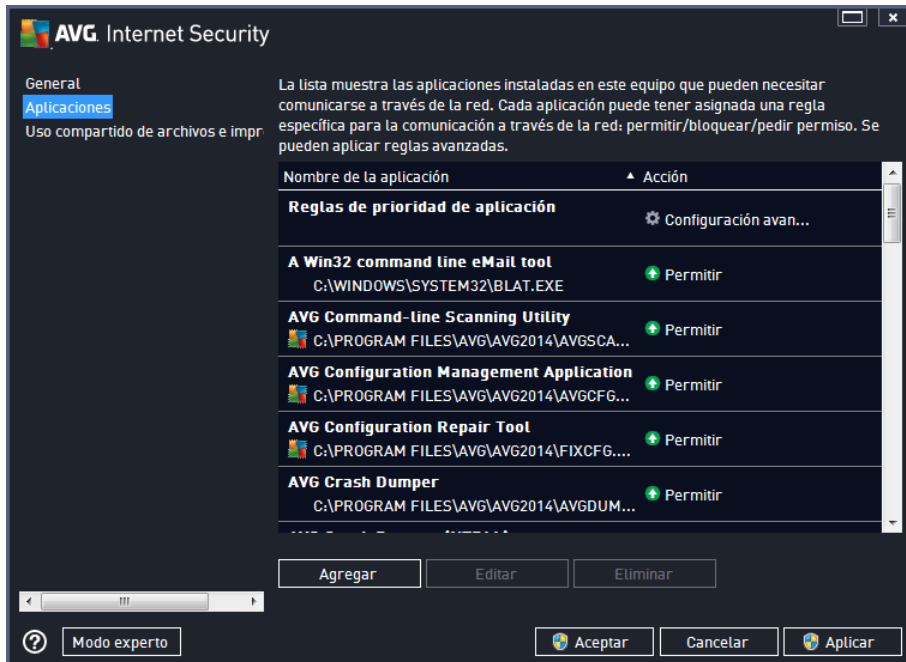 AVG. Internet Security
General
Aplicaciones
Uso compartido de archivos e impr
La lista muestra las aplicaciones instaladas en este equipo que pueden necesitar
comunicarse a través de la red. Cada aplicación puede tener asignada una regla
específica para la comunicación a través de la red: permitir/bloquear/pedir permiso. Se
pueden aplicar reglas avanzadas.
Nombre de la aplicación Acción
Reglas de prioridad de aplicación
Configuración avan...
A Win32 command line eMail tool
C:\WINDOWS\SYSTEM32\BLAT.EXE
Permitir
AVG Command-line Scanning Utility
C:\PROGRAM FILES\AVG\AVG2014\AVGSCA...
Permitir
AVG Configuration Management Application
C:\PROGRAM FILES\AVG\AVG2014\AVGCFG...
Permitir
AVG Configuration Repair Tool
C:\PROGRAM FILES\AVG\AVG2014\FIXCFG....
Permitir
AVG Crash Dumper
C:\PROGRAM FILES\AVG\AVG2014\AVGDUM...
Permitir
Agregar Editar Eliminar
Modo experto Aceptar Cancelar Aplicar